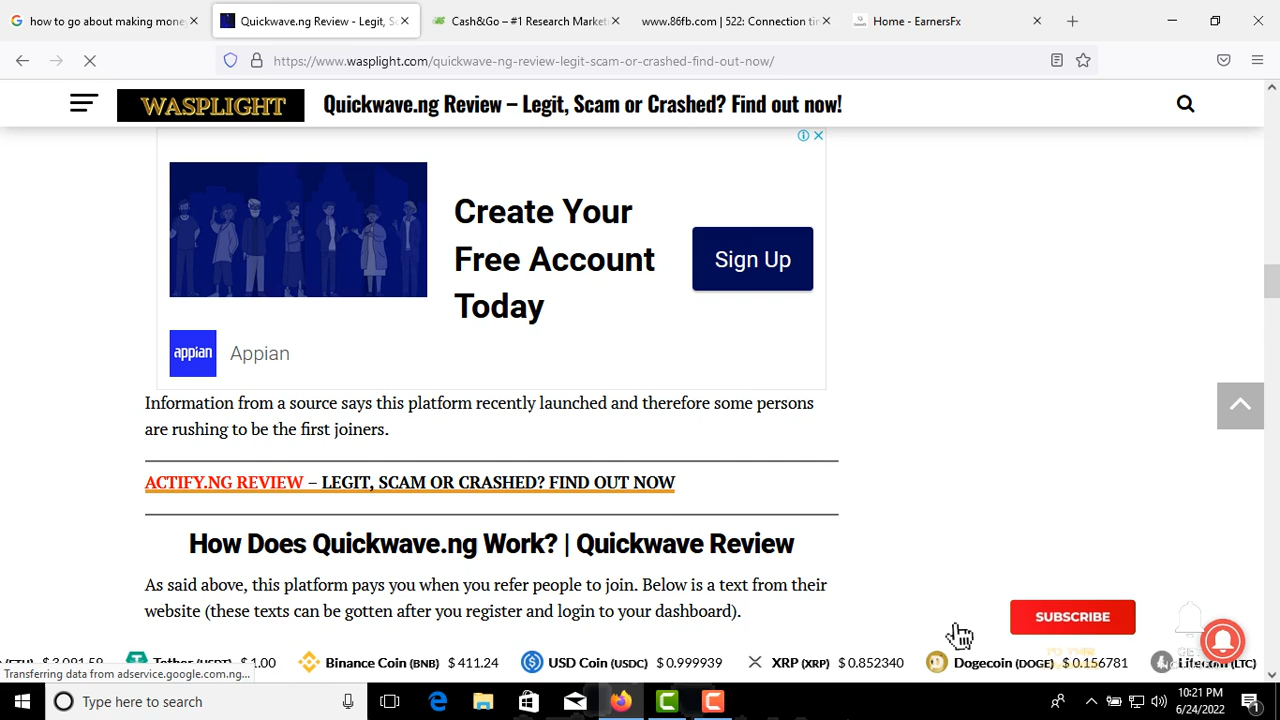 how to go about making mone
Quickwave.ng Review - Legit, S
Cash&Go – #1 Research Market
www.86fb.com | 522: Connection ti
Home - EarnersFx
https://www.wasplight.com/quickwave-ng-review-legit-scam-or-crashed-find-out-now/
WASPLIGHT
Quickwave.ng Review – Legit, Scam or Crashed? Find out now!
Create Your
Free Account
Today
Sign Up
appian
Appian
Information from a source says this platform recently launched and therefore some persons
are rushing to be the first joiners.
ACTIFY.NG REVIEW – LEGIT, SCAM OR CRASHED? FIND OUT NOW
How Does Quickwave.ng Work? | Quickwave Review
As said above, this platform pays you when you refer people to join. Below is a text from their
website (these texts can be gotten after you register and login to your dashboard).
SUBSCRIBE
(ETH) $ 3,091.59 Tether (USDT) $ 1.00 Binance Coin (BNB) $ 411.24 USD Coin (USDC) $ 0.999939 XRP (XRP) $ 0.852340 Dogecoin (DOGE) $ 0.156781 Litecoin (LTC)
Transferring data from adservice.google.com.ng...
Type here to search
10:21 PM
6/24/2022